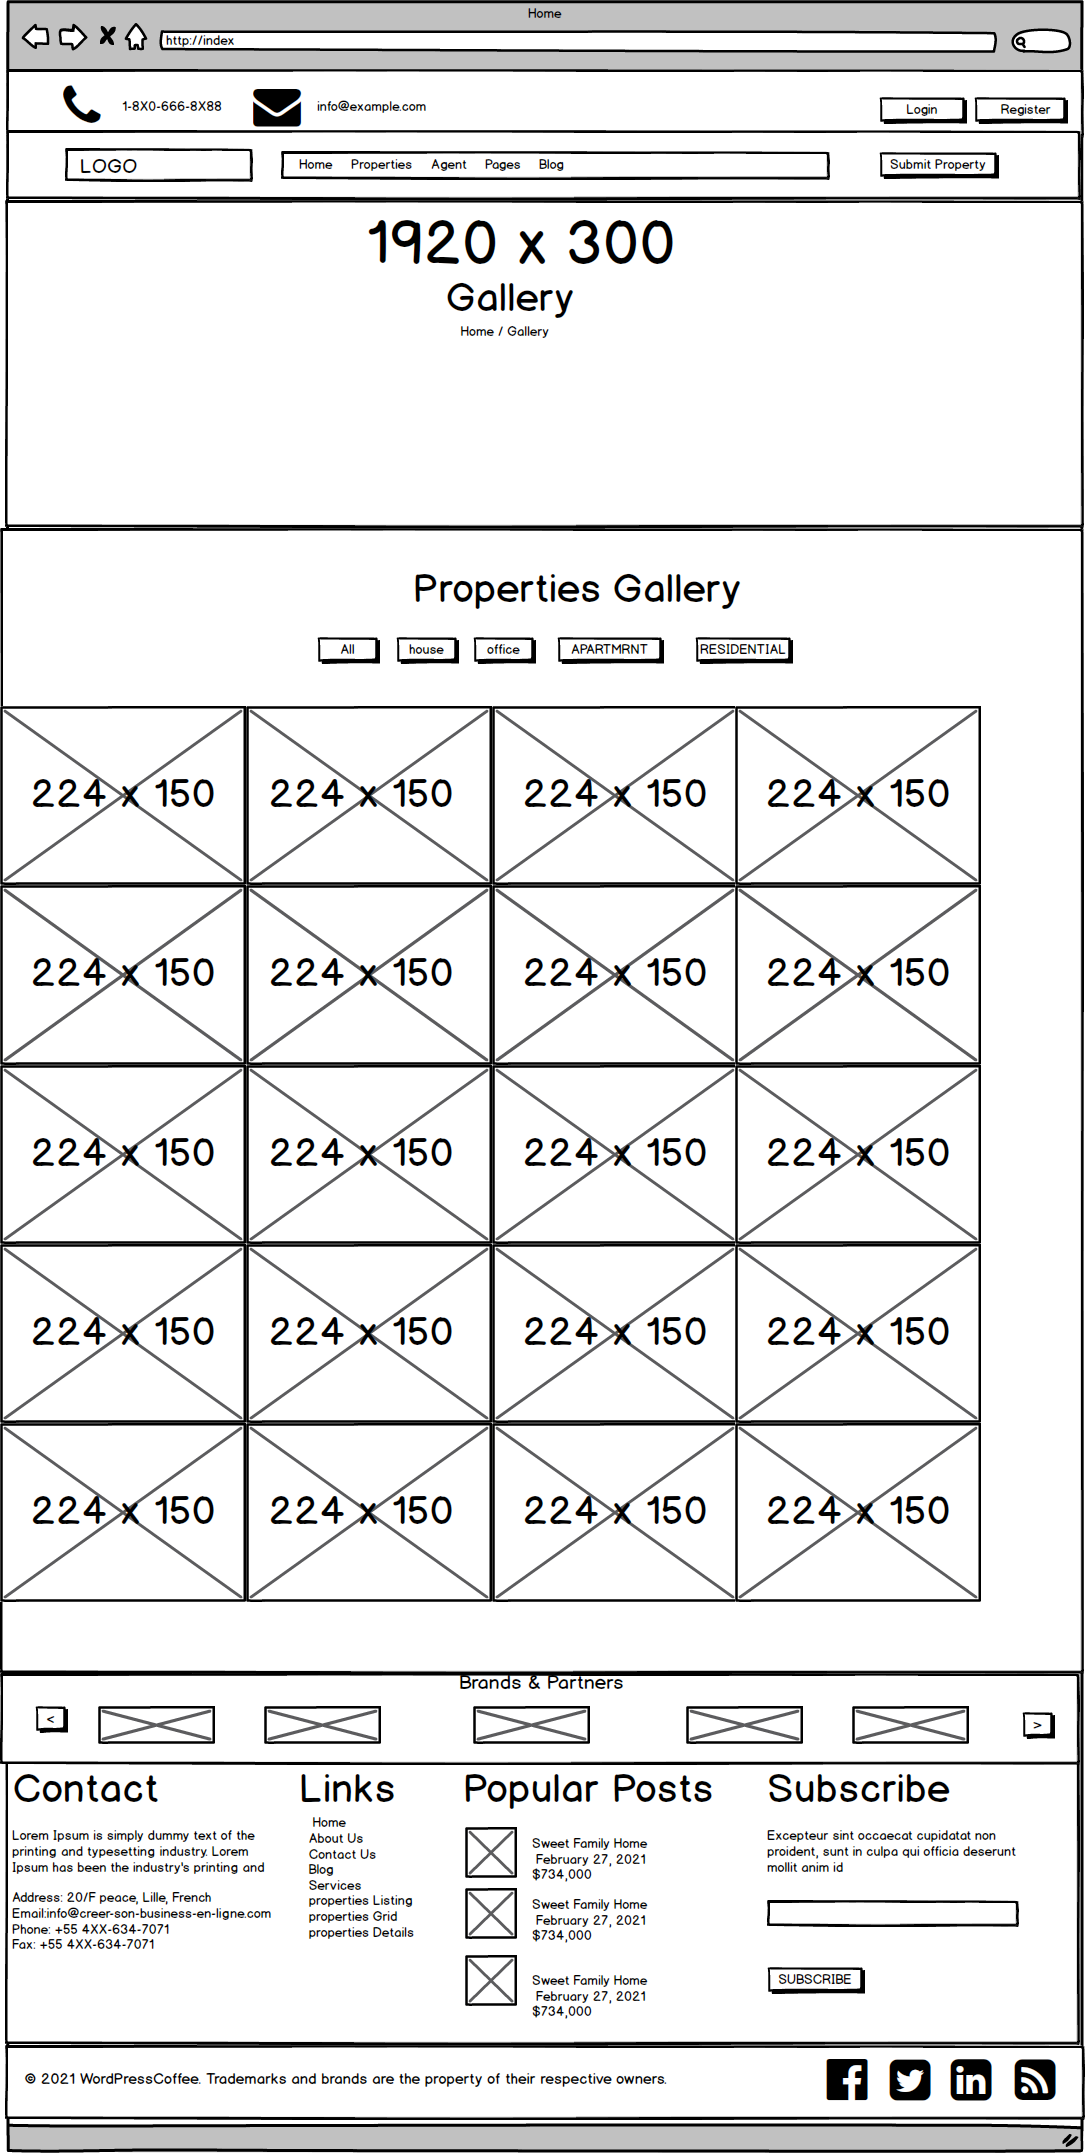 Home
http://index
1-8X0-666-8X88 info@example.com Login Register
LOGO Home Properties Agent Pages Blog Submit Property
1920 x 300
Gallery
Home / Gallery
Properties Gallery
All house office APARTMRNT RESIDENTIAL
224 x 150 224 x 150 224 x 150 224 x 150
224 x 150 224 x 150 224 x 150 224 x 150
224 x 150 224 x 150 224 x 150 224 x 150
224 x 150 224 x 150 224 x 150 224 x 150
224 x 150 224 x 150 224 x 150 224 x 150
Brands & Partners
< >
Contact
Lorem Ipsum is simply dummy text of the
printing and typesetting industry. Lorem
Ipsum has been the industry's printing and
Address: 20/F peace, Lille, French
Email:info@creer-son-business-en-ligne.com
Phone: +55 4XX-634-7071
Fax: +55 4XX-634-7071
Links
Home
About Us
Contact Us
Blog
Services
properties Listing
properties Grid
properties Details
Popular Posts
Sweet Family Home
February 27, 2021
$734,000
Sweet Family Home
February 27, 2021
$734,000
Sweet Family Home
February 27, 2021
$734,000
Subscribe
Excepteur sint occaecat cupidatat non
proident, sunt in culpa qui officia deserunt
mollit anim id
SUBSCRIBE
© 2021 WordPressCoffee. Trademarks and brands are the property of their respective owners.